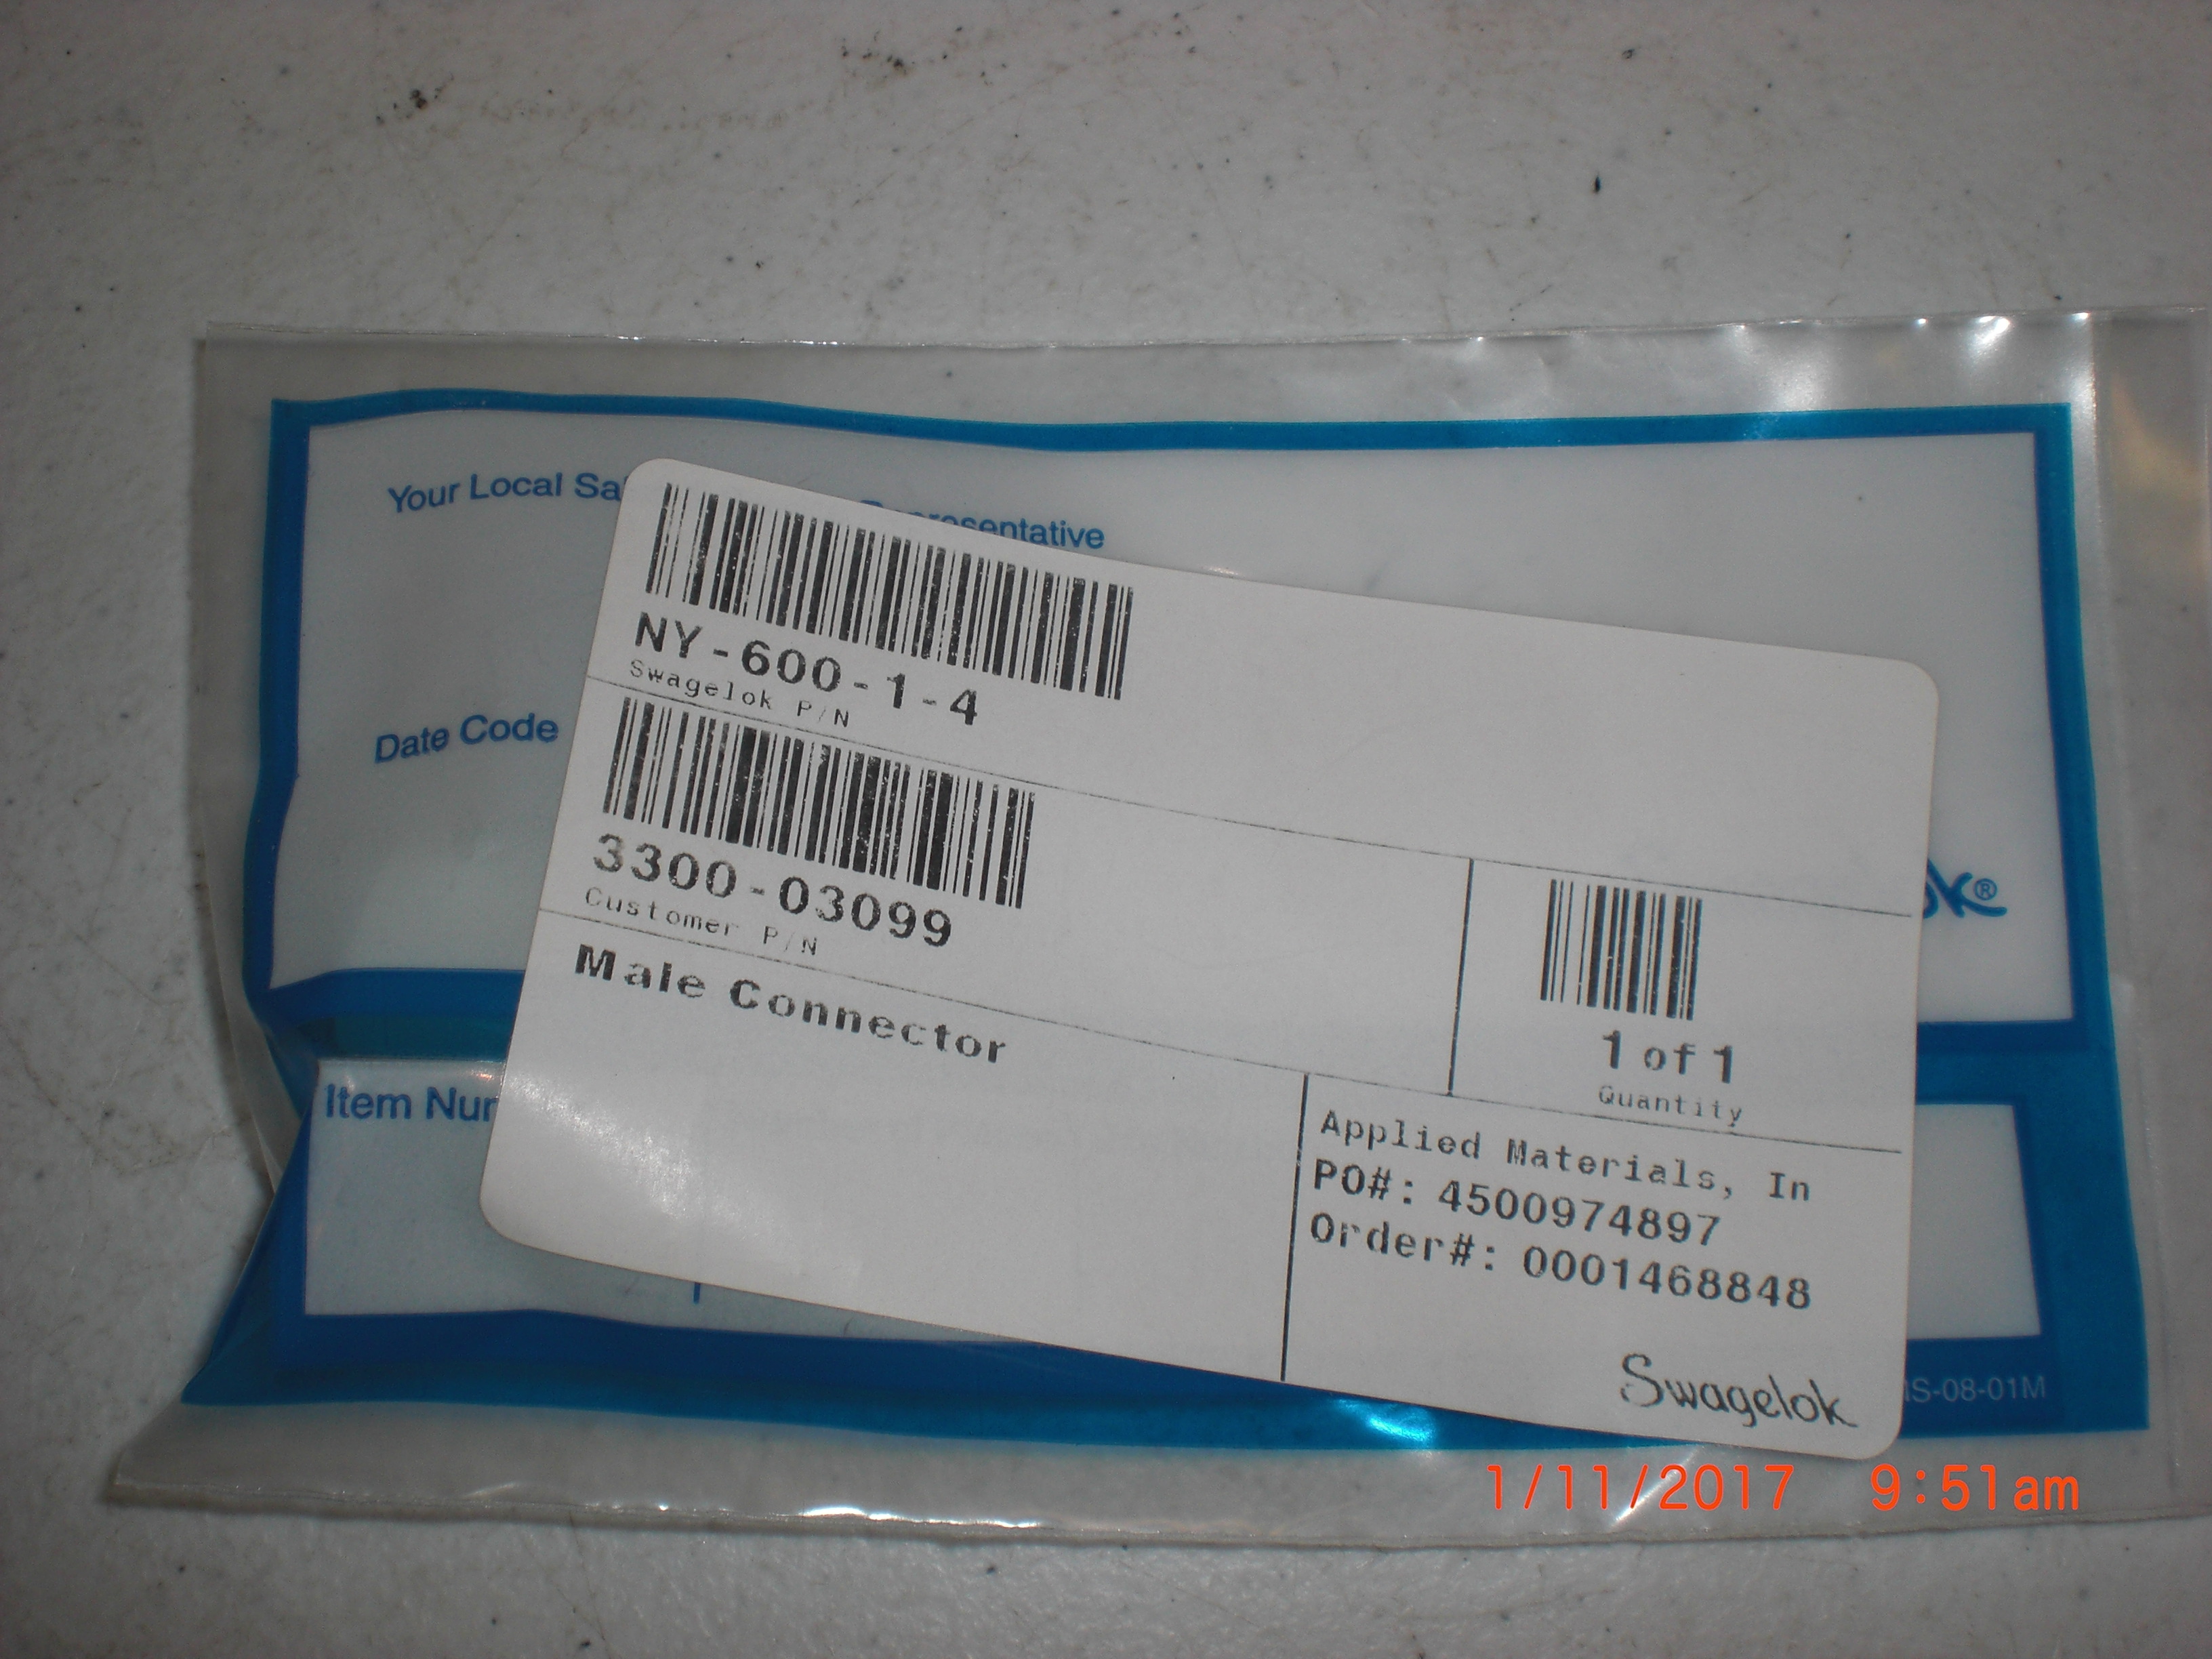 Your Local Sa
Representative
NY-600-1-4
Swagelok P/N
Date Code
3300-03099
Customer P/N
k®
1 of 1
Quantity
Male Connector
Item Nu
Applied Materials, In
PO#: 4500974897
Order#: 0001468848
Swagelok
S-08-01M
1/11/2017 9:51am